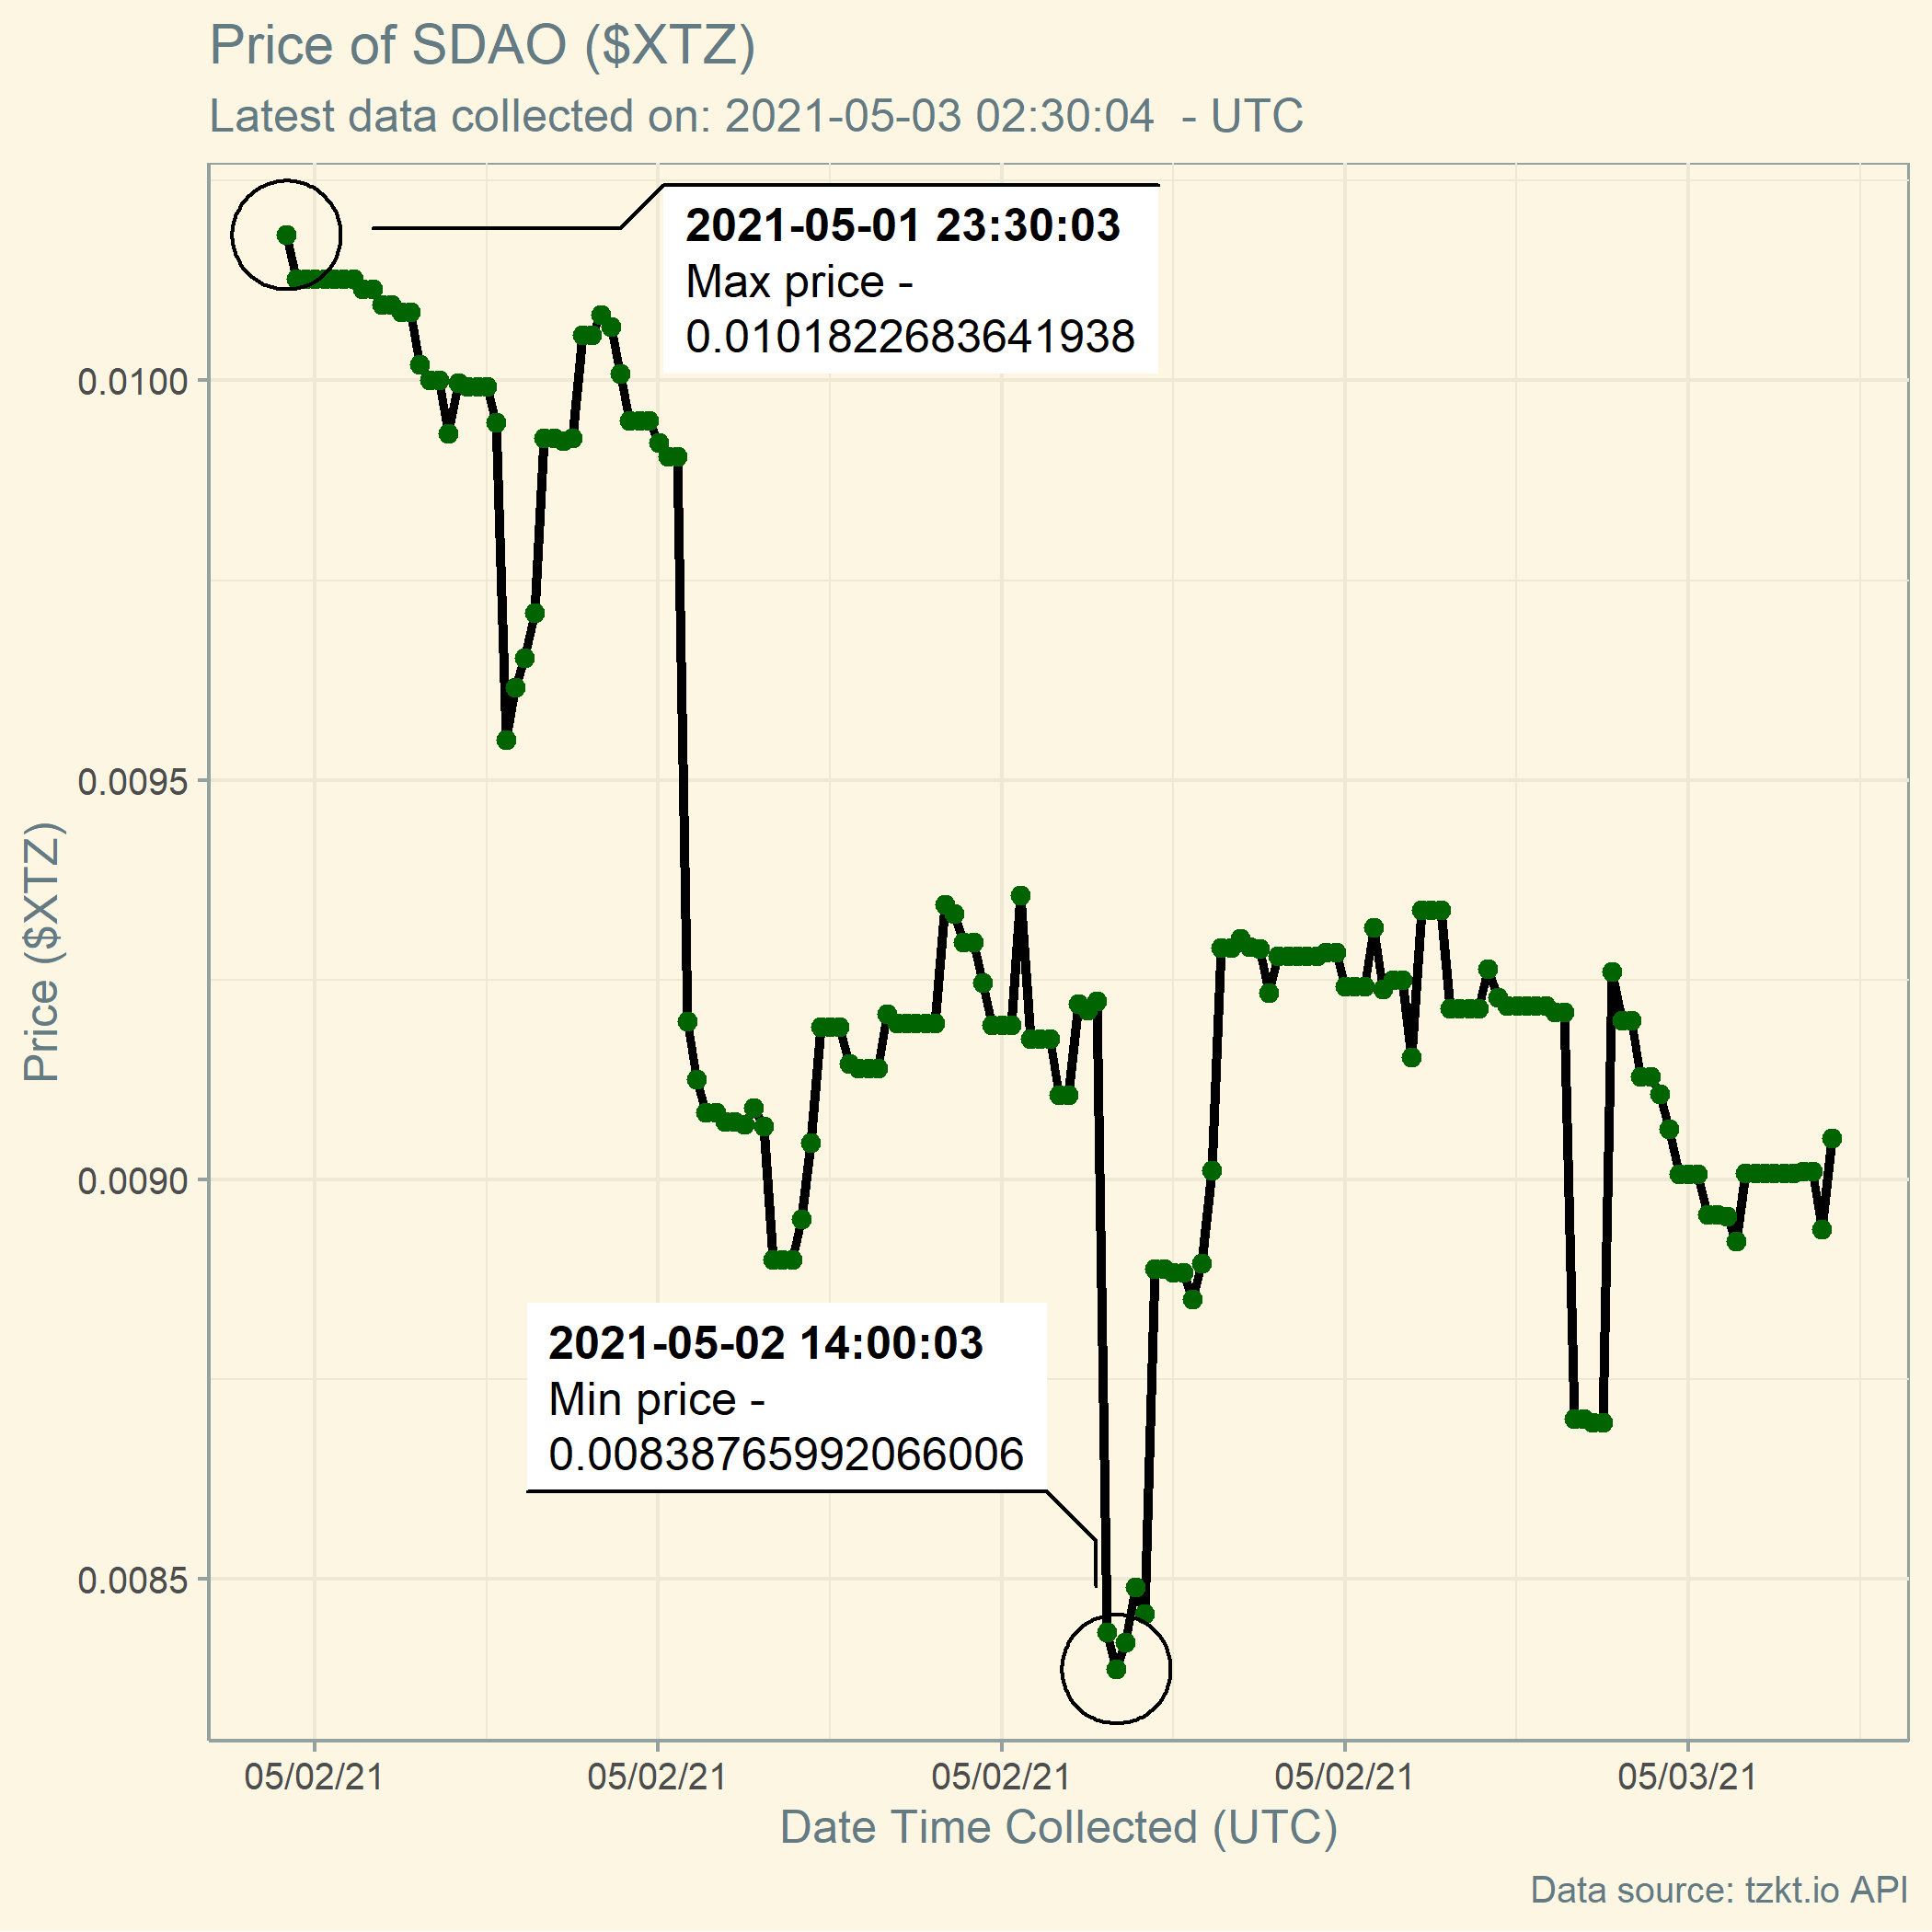 Price of SDAO ($XTZ)
Latest data collected on: 2021-05-03 02:30:04  - UTC
2021-05-01 23:30:03
Max price -
0.0101822683641938
0.0100
0.0095
0.0090
0.0085
Price ($XTZ)
2021-05-02 14:00:03
Min price -
0.00838765992066006
05/02/21 05/02/21 05/02/21 05/02/21 05/03/21
Date Time Collected (UTC)
Data source: tzkt.io API